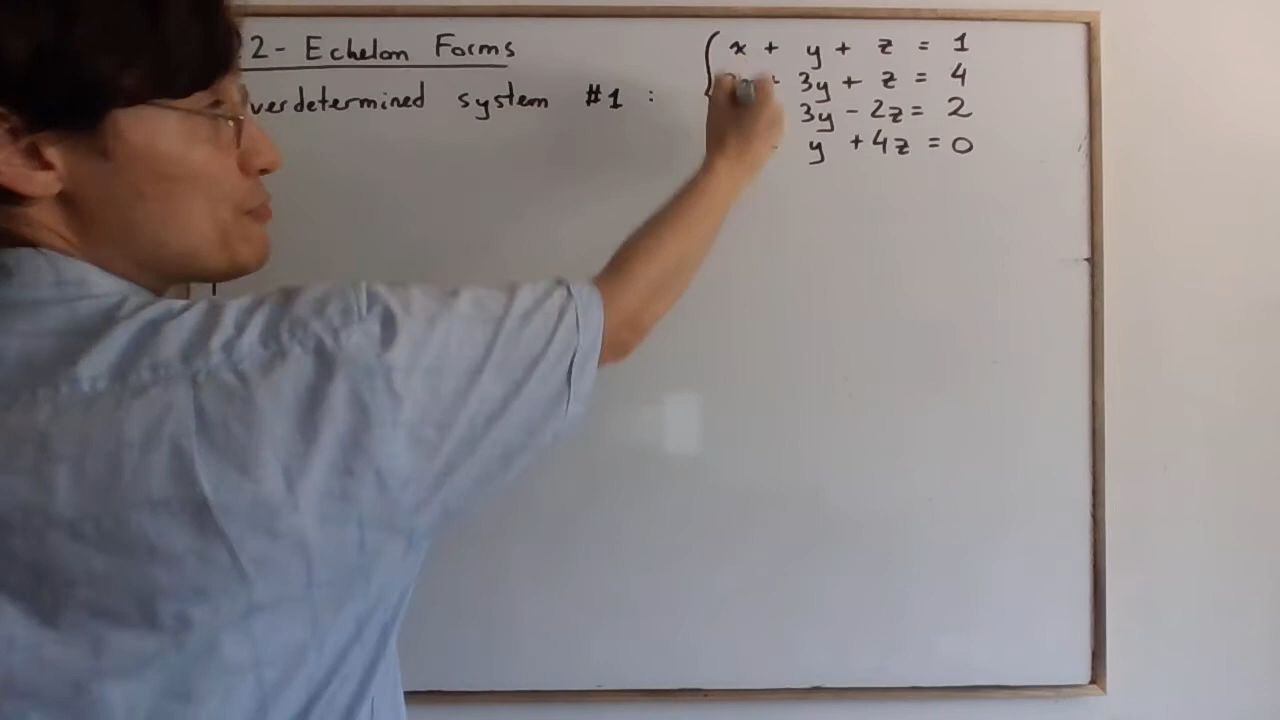 2- Echelon Forms
verdetermined system #1 :
x + y + z = 1
+ 3y + z = 4
3y - 2z = 2
y + 4z = 0